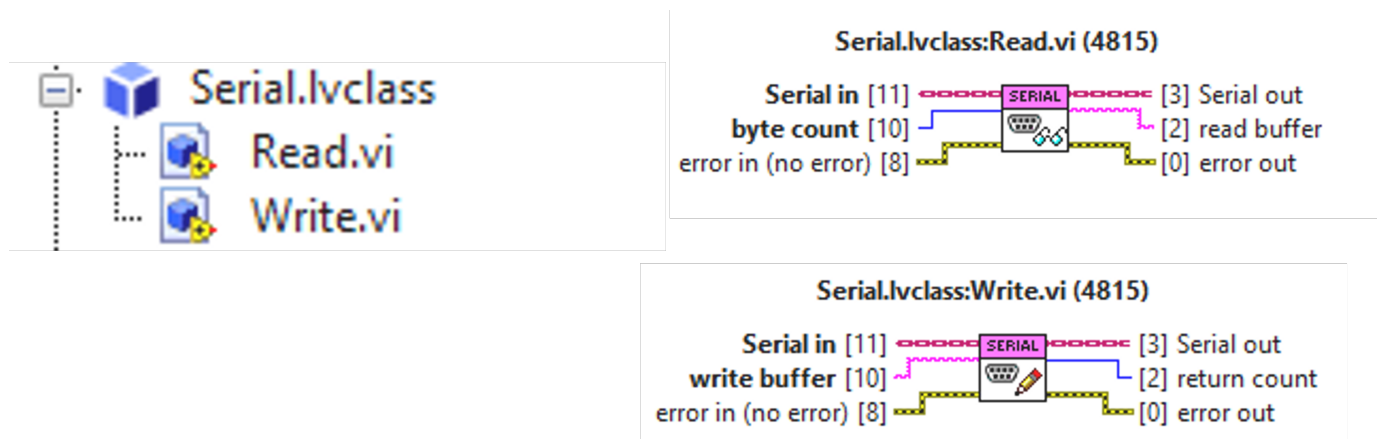 Serial.lvclass
Read.vi
Write.vi
Serial.lvclass:Read.vi (4815)
Serial in [11] SERIAL [3] Serial out
byte count [10] [2] read buffer
error in (no error) [8] [0] error out
Serial.lvclass:Write.vi (4815)
Serial in [11] SERIAL [3] Serial out
write buffer [10] [2] return count
error in (no error) [8] [0] error out